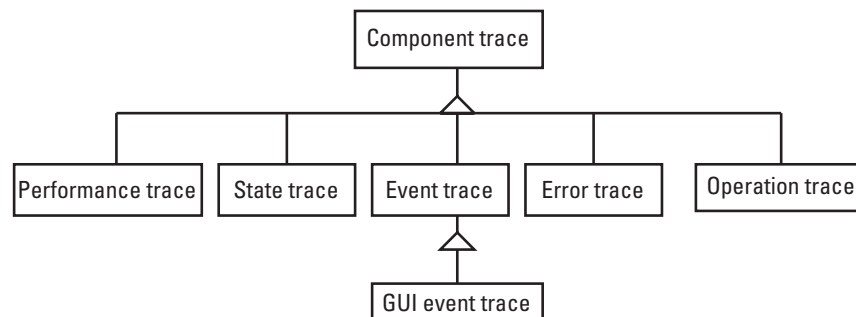 Component trace
Performance trace
State trace
Event trace
Error trace
Operation trace
GUI event trace